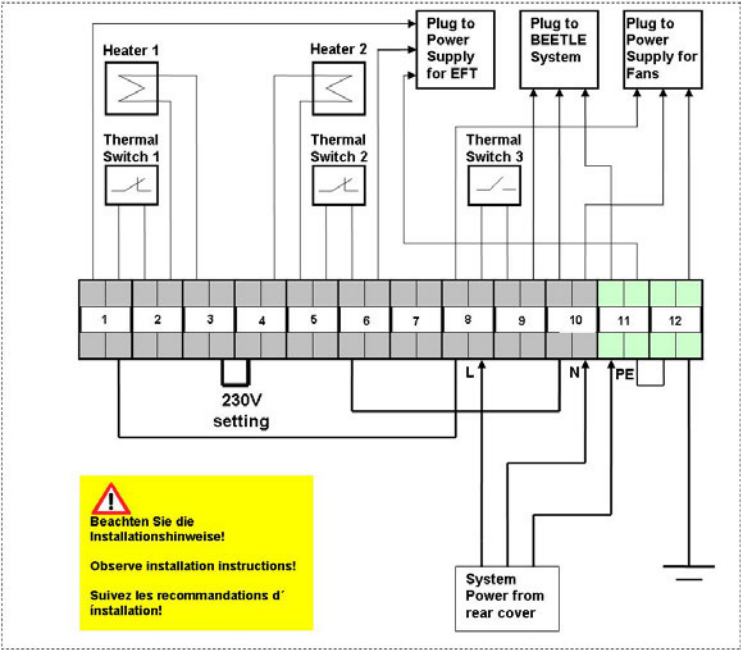 Plug to
Power
Supply
for EFT
Plug to
BEETLE
System
Plug to
Power
Supply for
Fans
Heater 1
Heater 2
Thermal
Switch 1
Thermal
Switch 2
Thermal
Switch 3
1 2 3 4 5 6 7 8 9 10 11 12
L N PE
230V
setting
!
Beachten Sie die
Installationshinweise!
Observe installation instructions!
Suivez les recommandations d´
ínstallation!
System
Power from
rear cover